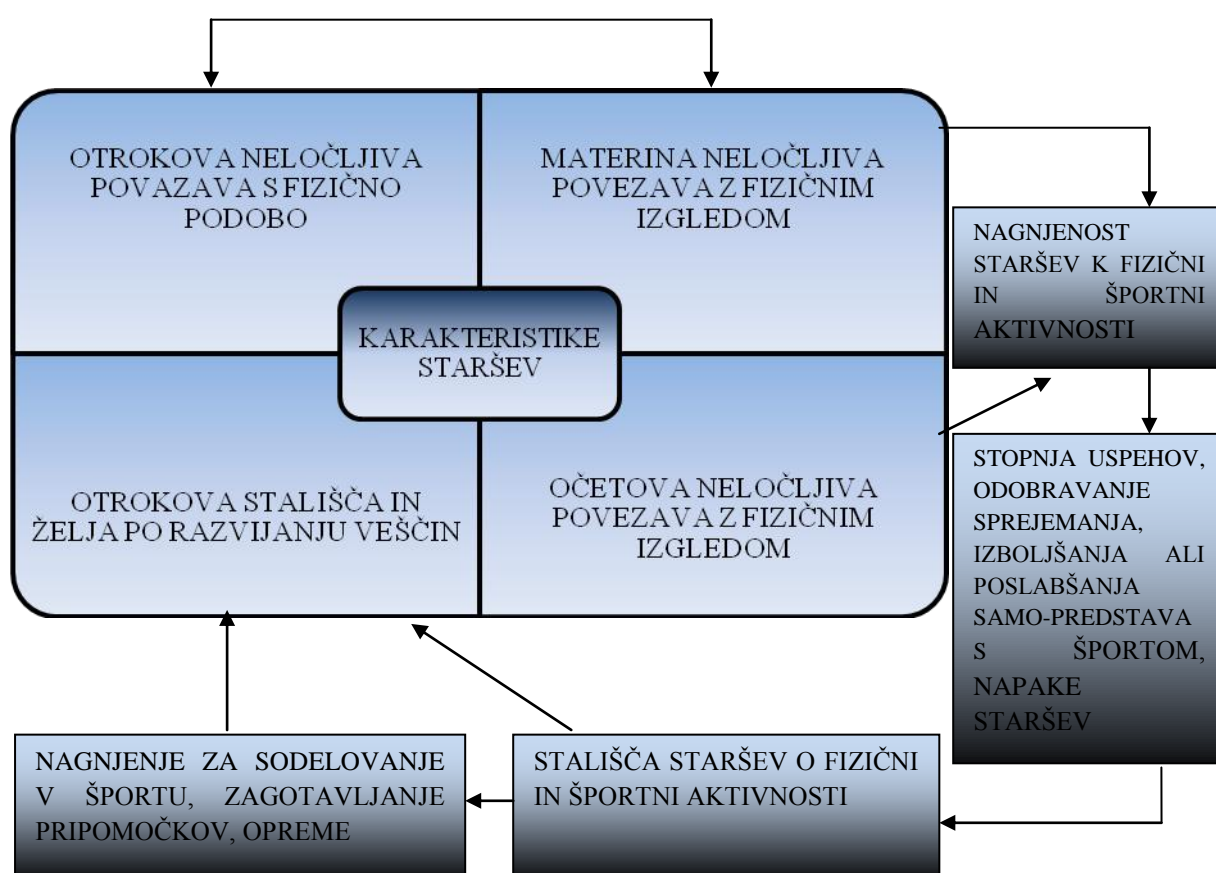 OTROKOVA NELOČLJIVA
POVAZAVA S FIZIČNO
PODOBO
MATERINA NELOČLJIVA
POVEZAVA Z FIZIČNIM
IZGLEDOM
KARAKTERISTIKE
STARŠEV
OTROKOVA STALIŠČA IN
ŽELJA PO RAZVIJANJU VEŠČIN
OČETOVA NELOČLJIVA
POVEZAVA Z FIZIČNIM
IZGLEDOM
NAGNJENOST
STARŠEV K FIZIČNI
IN ŠPORTNI
AKTIVNOSTI
STOPNJA USPEHOV,
ODOBRAVANJE
SPREJEMANJA,
IZBOLJŠANJA ALI
POSLABŠANJA
SAMO-PREDSTAVA
S ŠPORTOM,
NAPAKE
STARŠEV
STALIŠČA STARŠEV O FIZIČNI
IN ŠPORTNI AKTIVNOSTI
NAGNJENJE ZA SODELOVANJE
V ŠPORTU, ZAGOTAVLJANJE
PRIPOMOČKOV, OPREME